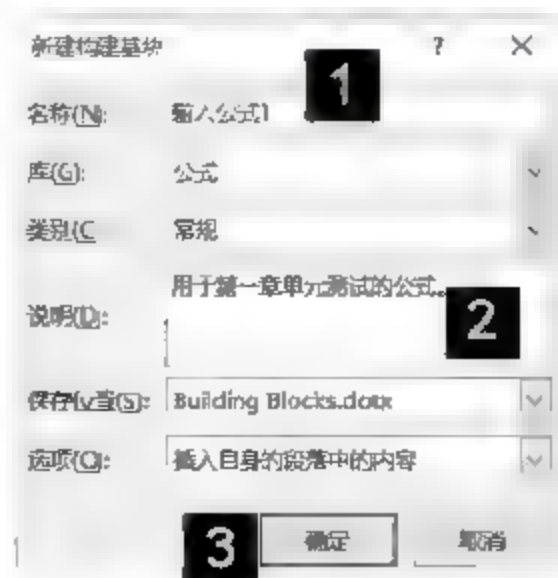 新建构建基块 ? ×
1
名称(N): 输入公式1
库(G): 公式
类别(C 常规
说明(D): 用于第一章单元测试的公式。
2
保存位置(S): Building Blocks.dotx
选项(O): 插入自身的段落中的内容
3 确定 取消